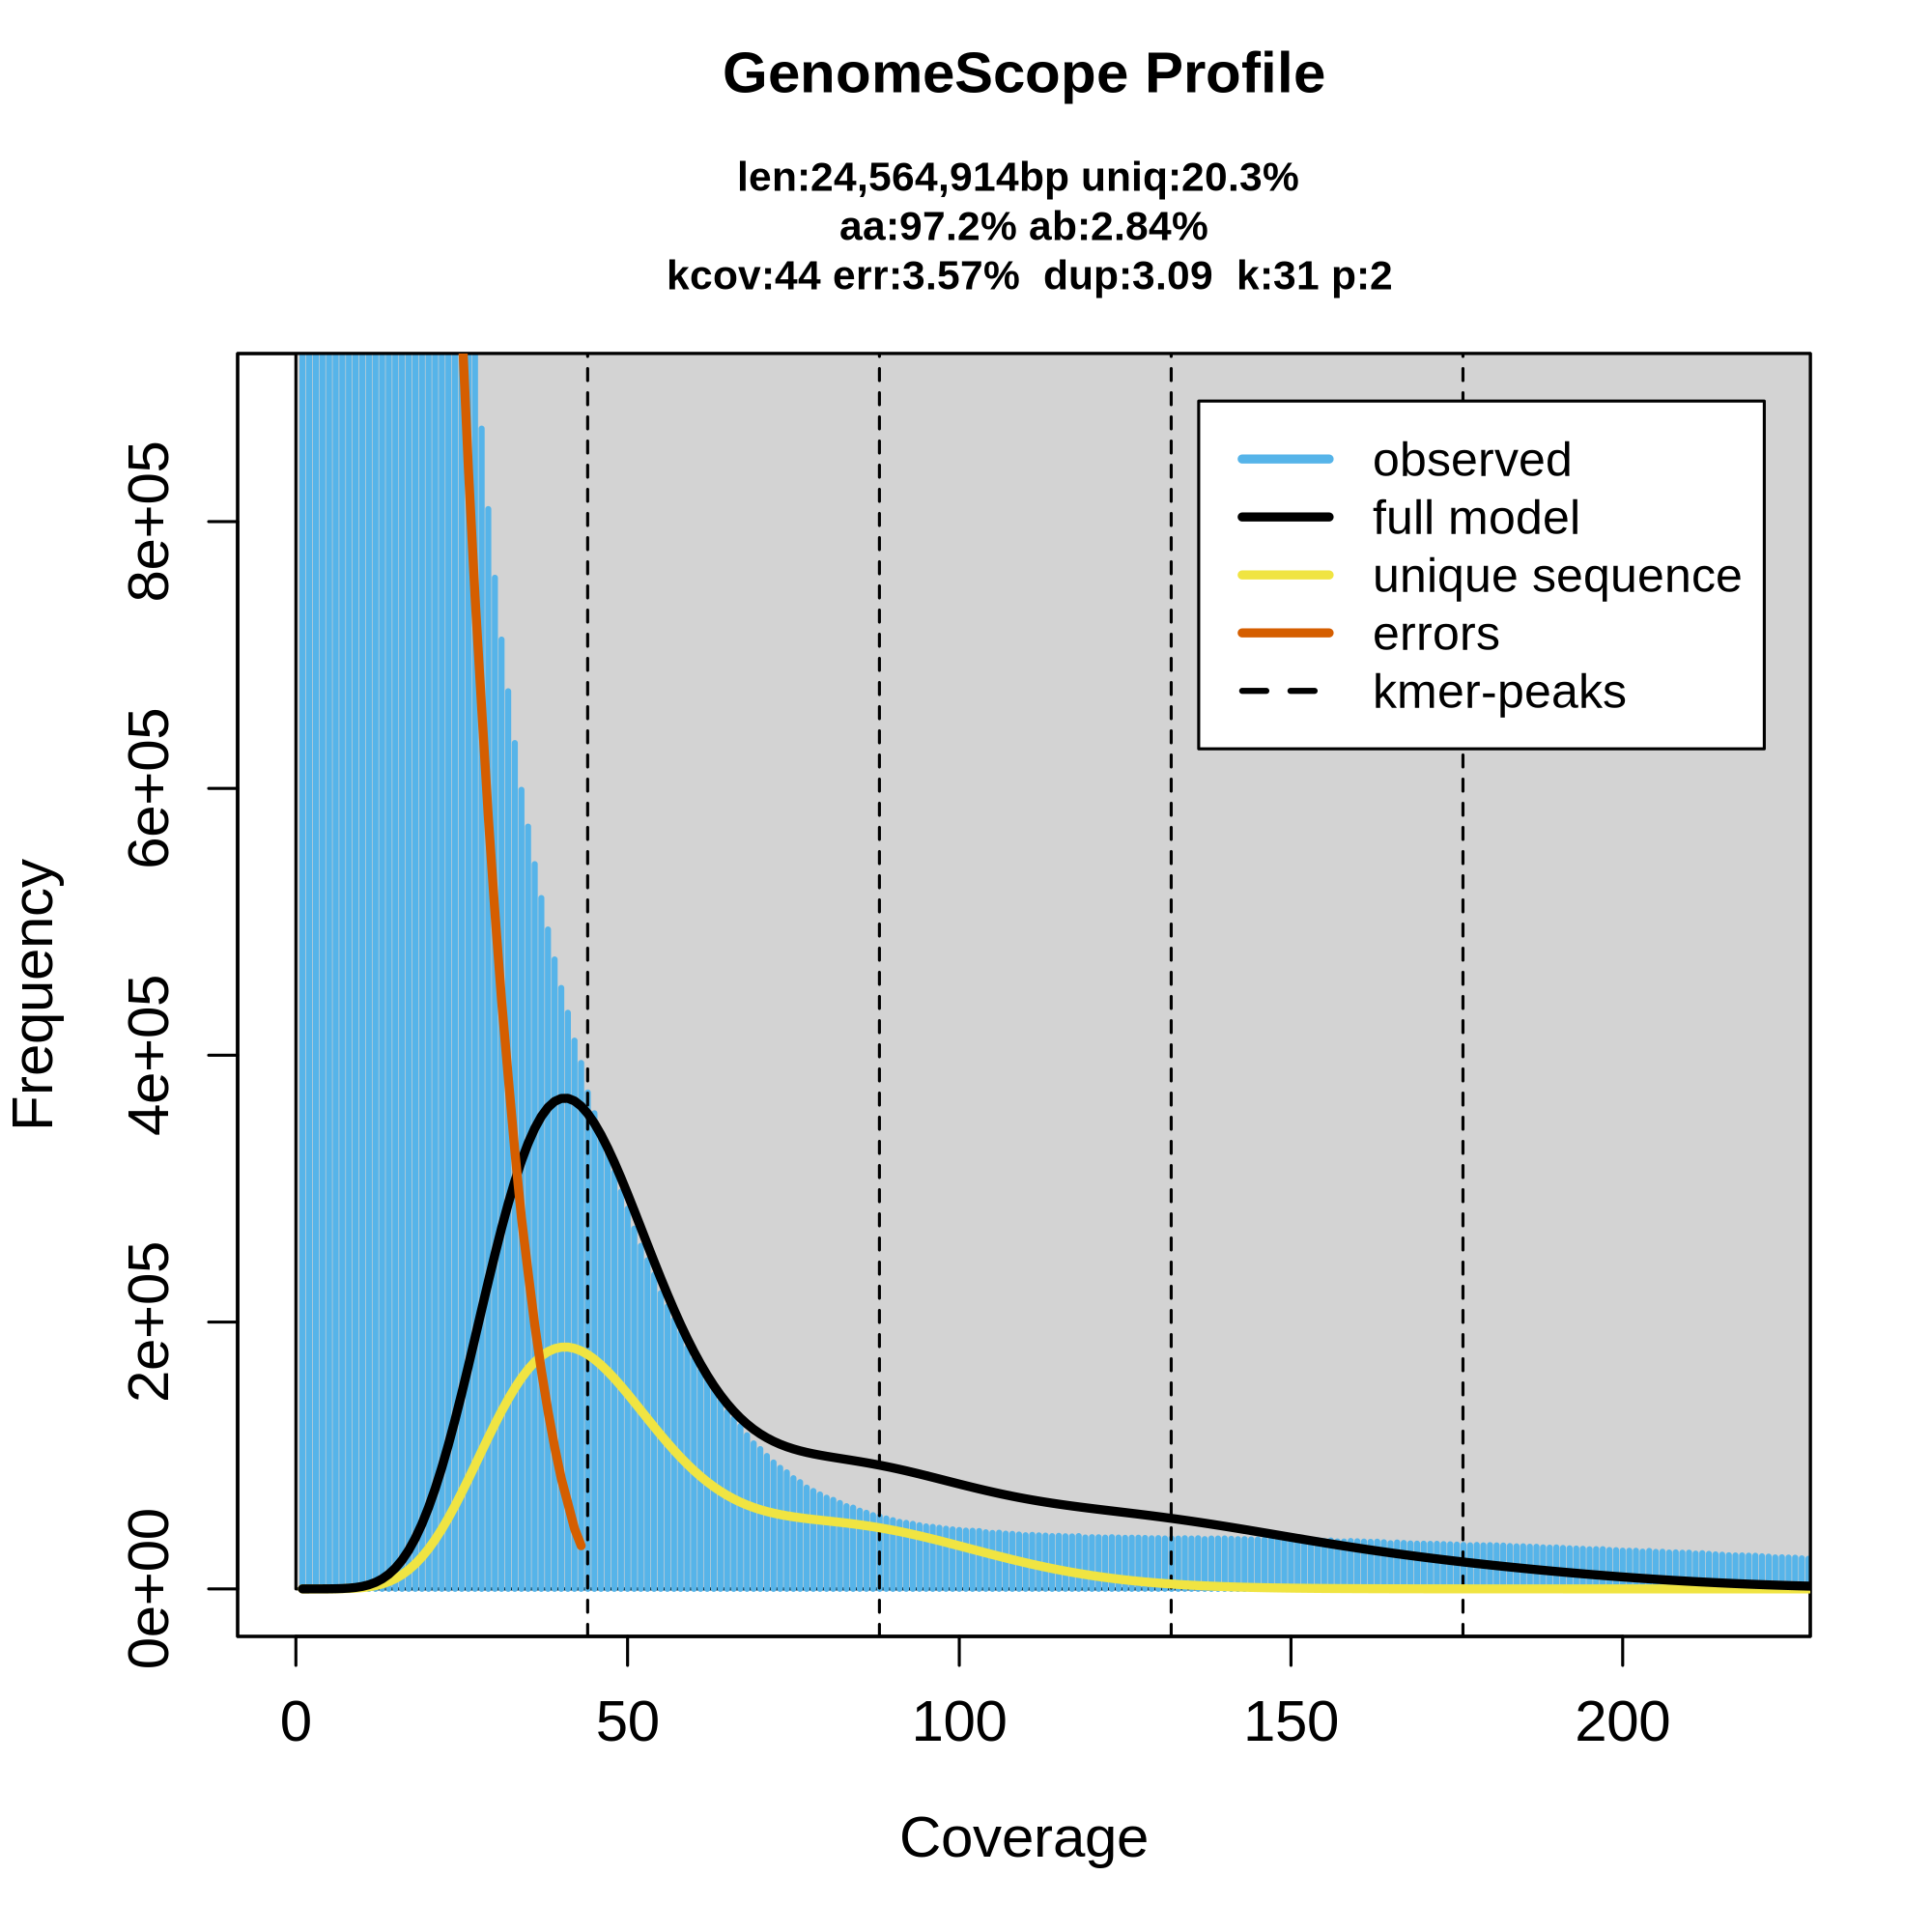 GenomeScope Profile
len:24,564,914bp uniq:20.3%
aa:97.2% ab:2.84%
kcov:44 err:3.57% dup:3.09 k:31 p:2
observed
full model
unique sequence
errors
kmer-peaks
Frequency
8e+05
6e+05
4e+05
2e+05
0e+00
0 50 100 150 200
Coverage